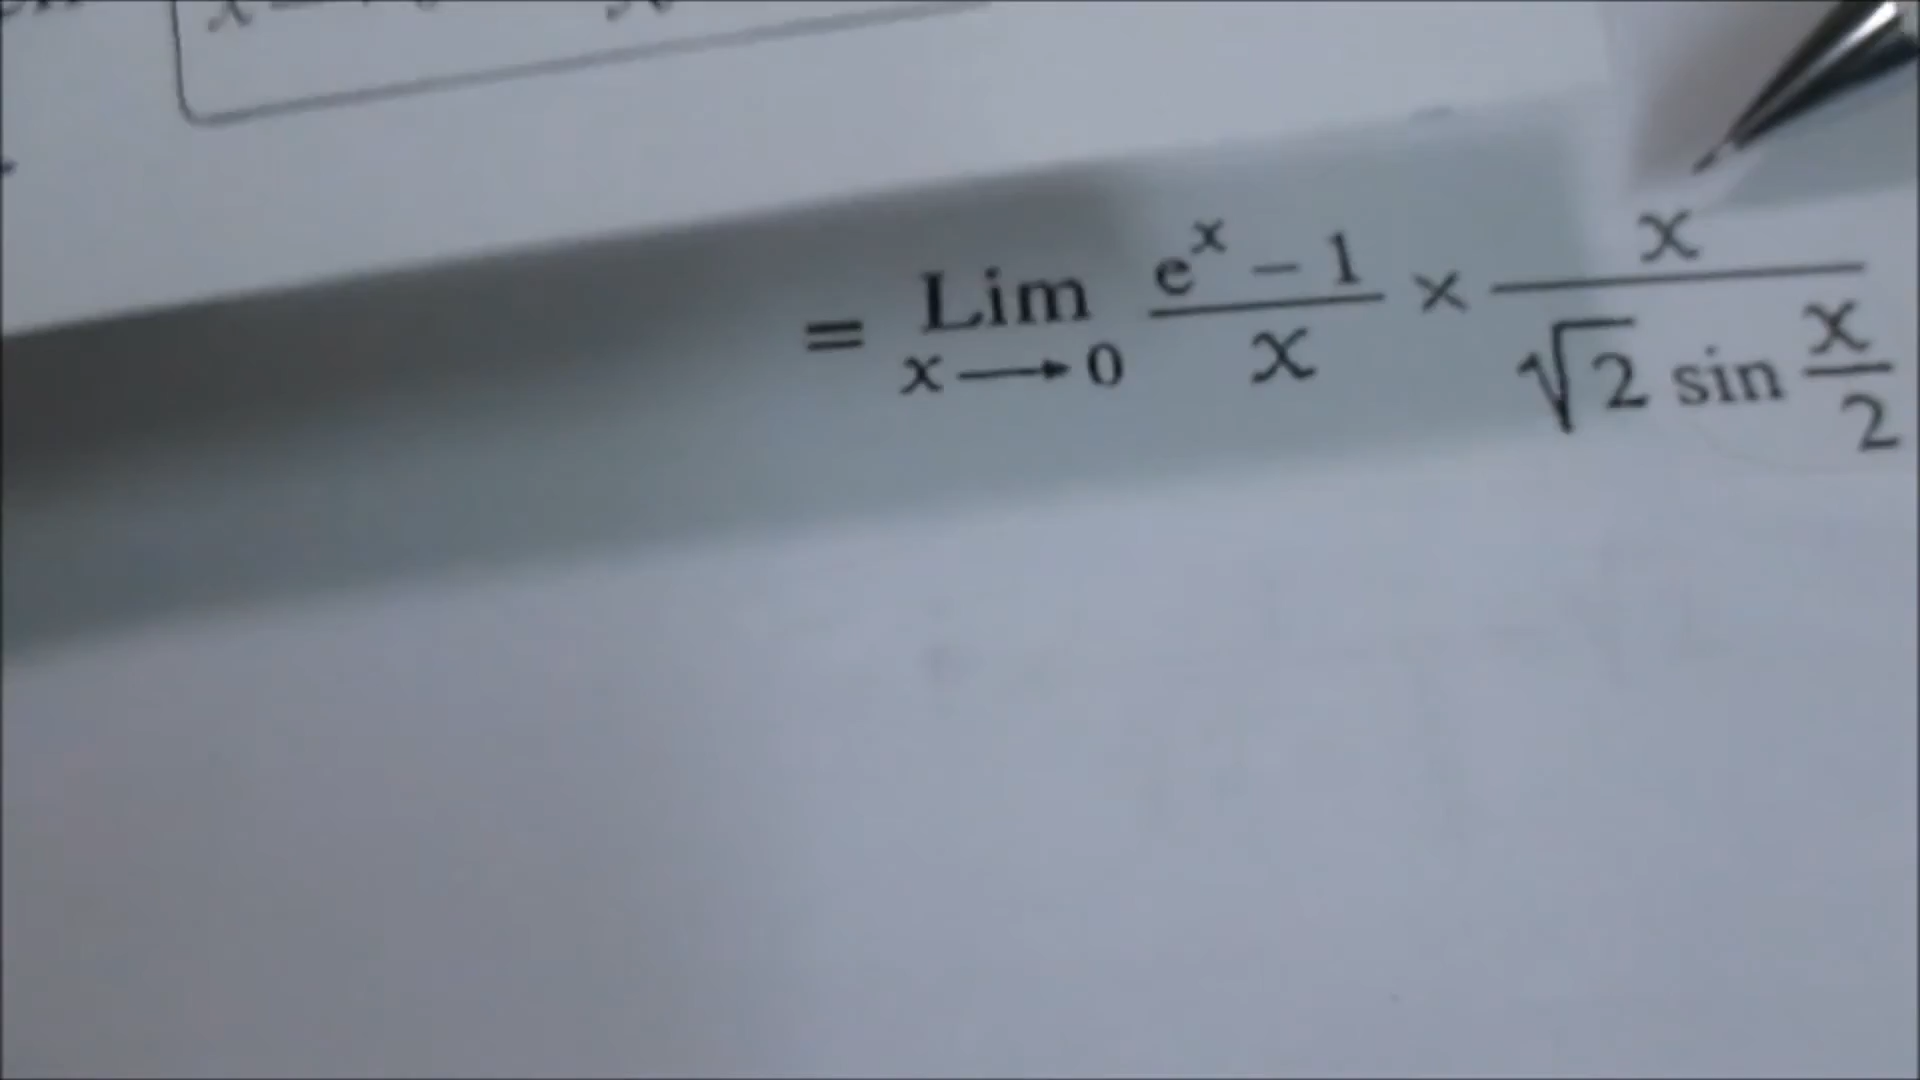 = Lim e^x − 1 / x × x / √2 sin x/2
x → 0